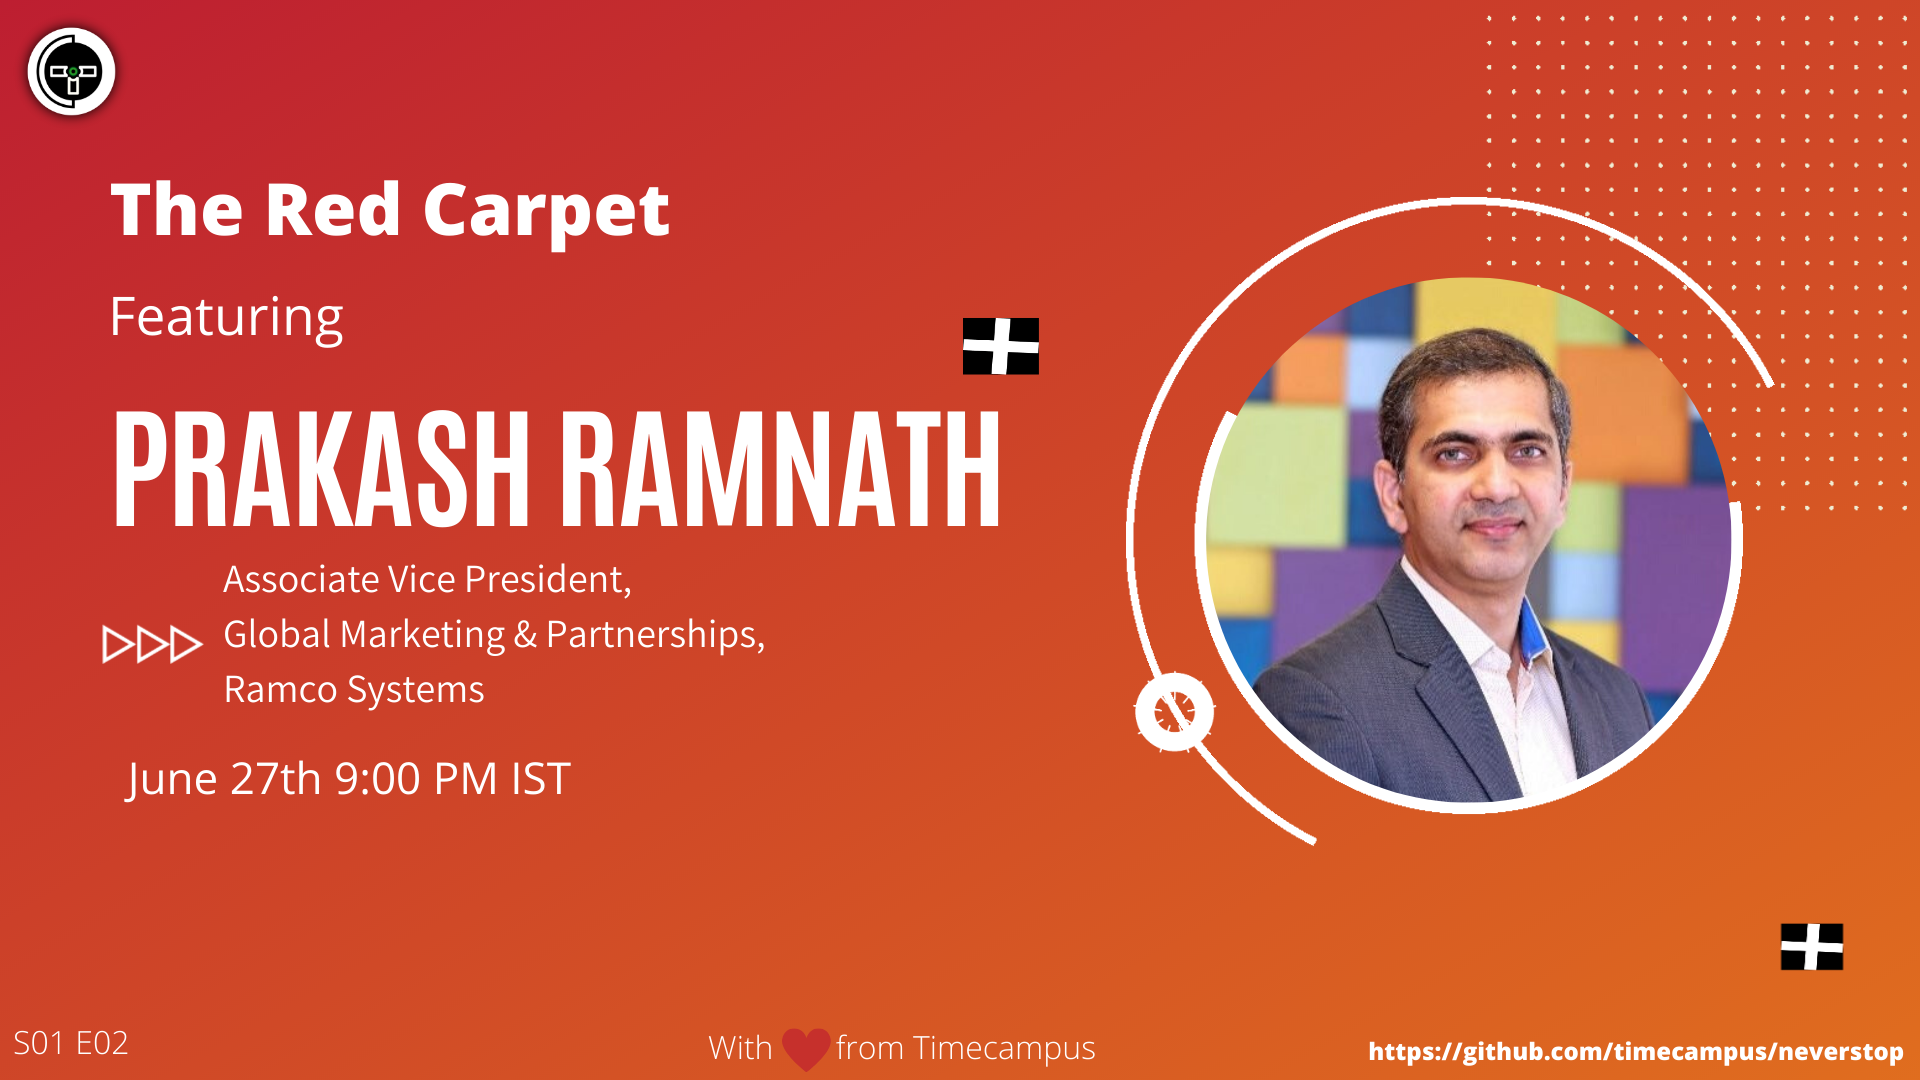 The Red Carpet
Featuring
PRAKASH RAMNATH
Associate Vice President,
Global Marketing & Partnerships,
Ramco Systems
June 27th 9:00 PM IST
S01 E02
With from Timecampus
https://github.com/timecampus/neverstop